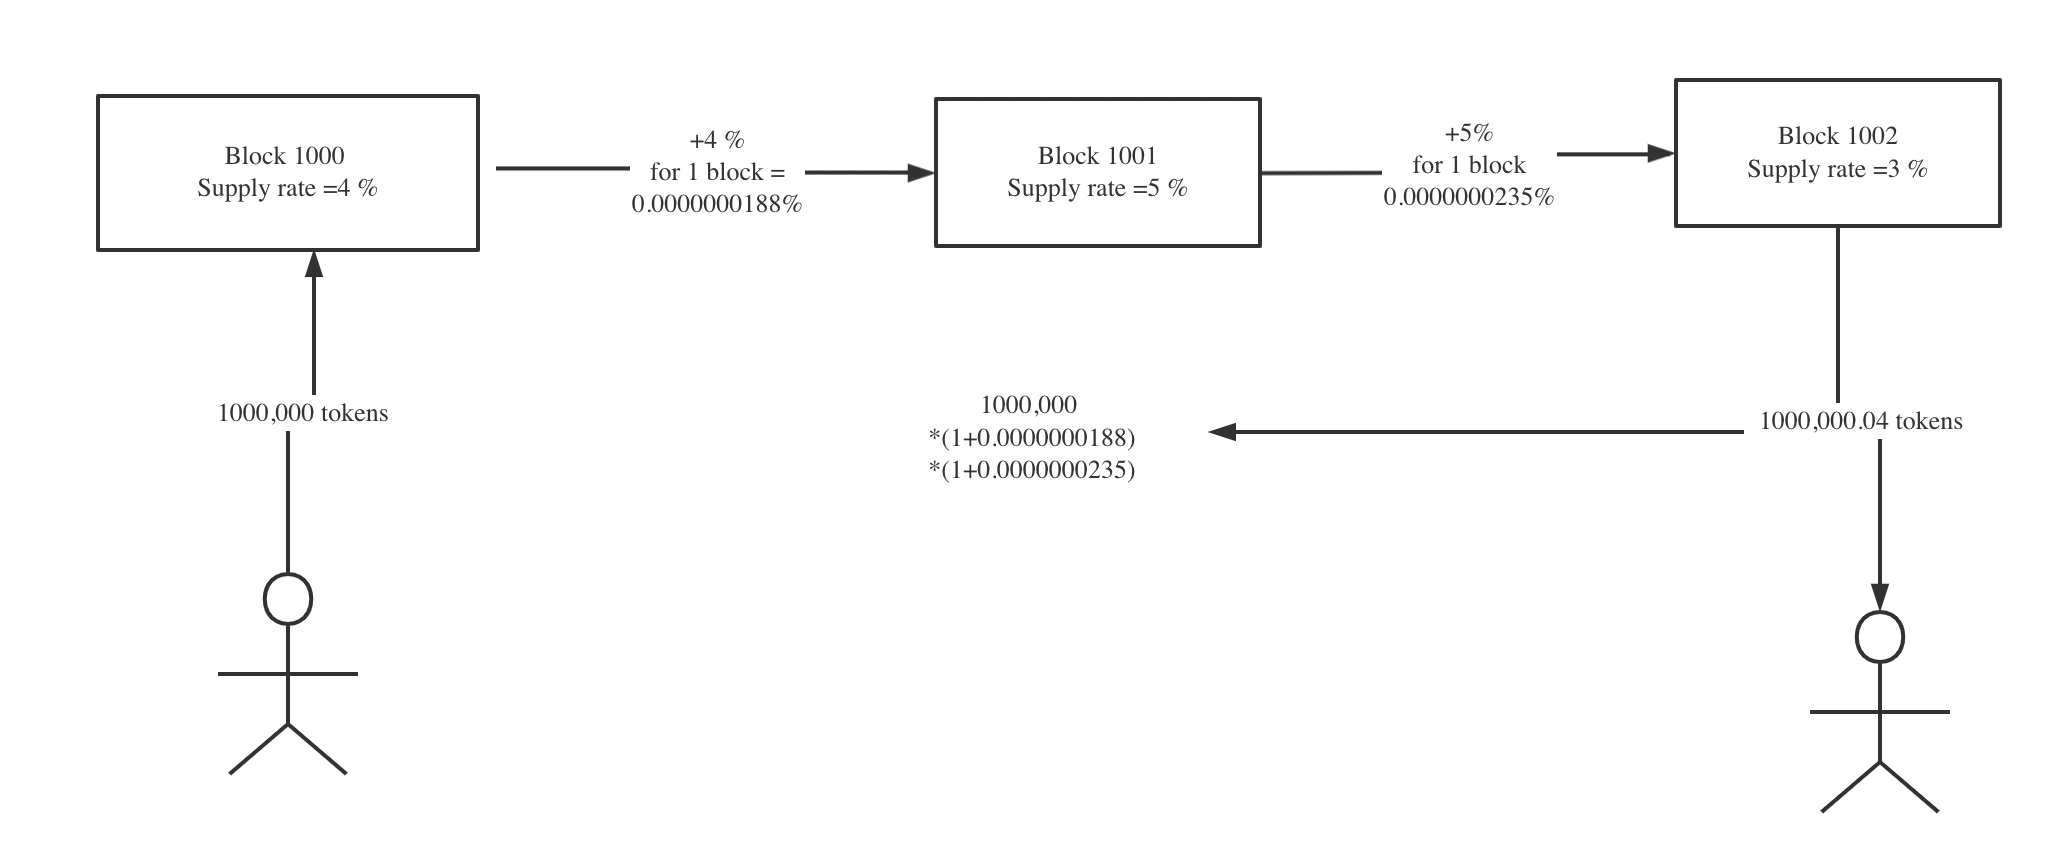 Block 1000
Supply rate =4 %
+4 %
for 1 block =
0.0000000188%
Block 1001
Supply rate =5 %
+5%
for 1 block
0.0000000235%
Block 1002
Supply rate =3 %
1000,000 tokens
1000,000
*(1+0.0000000188)
*(1+0.0000000235)
1000,000.04 tokens